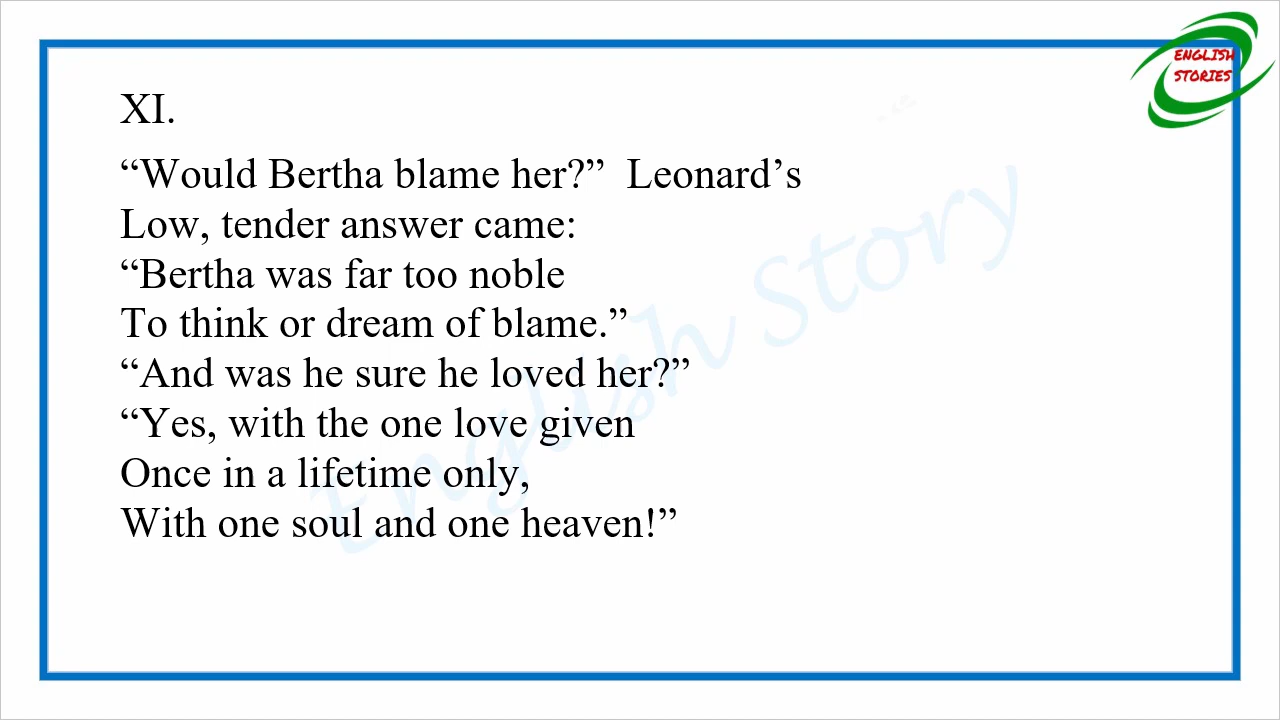 ENGLISH
STORIES
XI.
“Would Bertha blame her?”  Leonard’s
Low, tender answer came:
“Bertha was far too noble
To think or dream of blame.”
“And was he sure he loved her?”
“Yes, with the one love given
Once in a lifetime only,
With one soul and one heaven!”
English Story